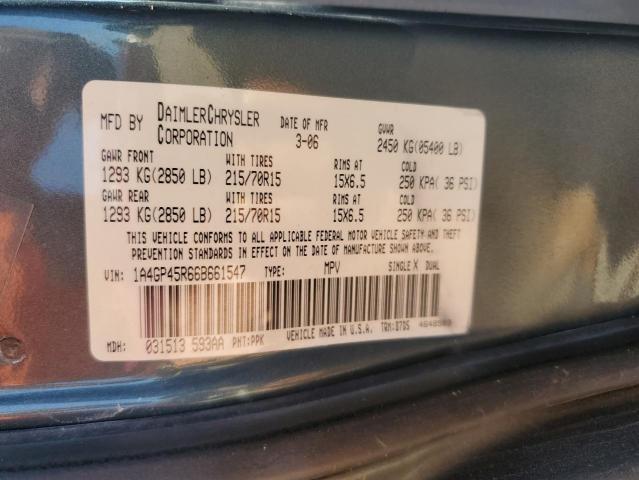 MFD BY DAIMLERCHRYSLER CORPORATION DATE OF MFR 3-06 GVWR 2450 KG(05400 LB)
GAWR FRONT WITH TIRES RIMS AT COLD
1293 KG(2850 LB) 215/70R15 15X6.5 250 KPA( 36 PSI)
GAWR REAR WITH TIRES RIMS AT COLD
1293 KG(2850 LB) 215/70R15 15X6.5 250 KPA( 36 PSI)
THIS VEHICLE CONFORMS TO ALL APPLICABLE FEDERAL MOTOR VEHICLE SAFETY AND THEFT
PREVENTION STANDARDS IN EFFECT ON THE DATE OF MANUFACTURE SHOWN ABOVE.
VIN: 1A4GP45R66B661547 TYPE: MPV SINGLE X DUAL
MDH: 031513 593AA PNT:PPK VEHICLE MADE IN U.S.A. TRM:D7D5